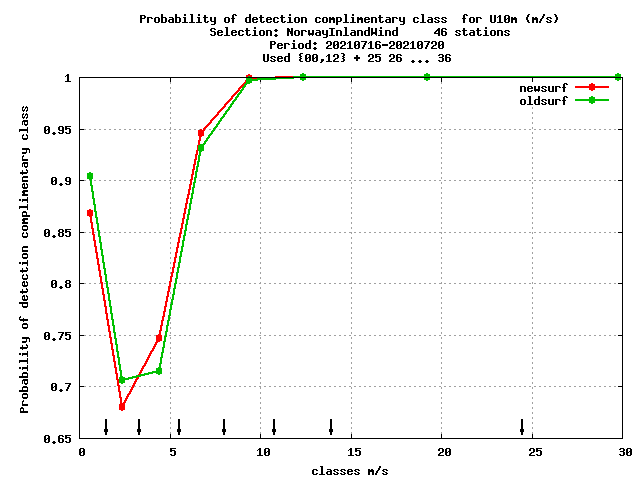 Probability of detection complimentary class  for U10m (m/s)
Selection: NorwayInlandWind     46 stations
Period: 20210716-20210720
Used {00,12} + 25 26 ... 36
newsurf
oldsurf
Probability of detection complimentary class
1
0.95
0.9
0.85
0.8
0.75
0.7
0.65
0 5 10 15 20 25 30
classes m/s